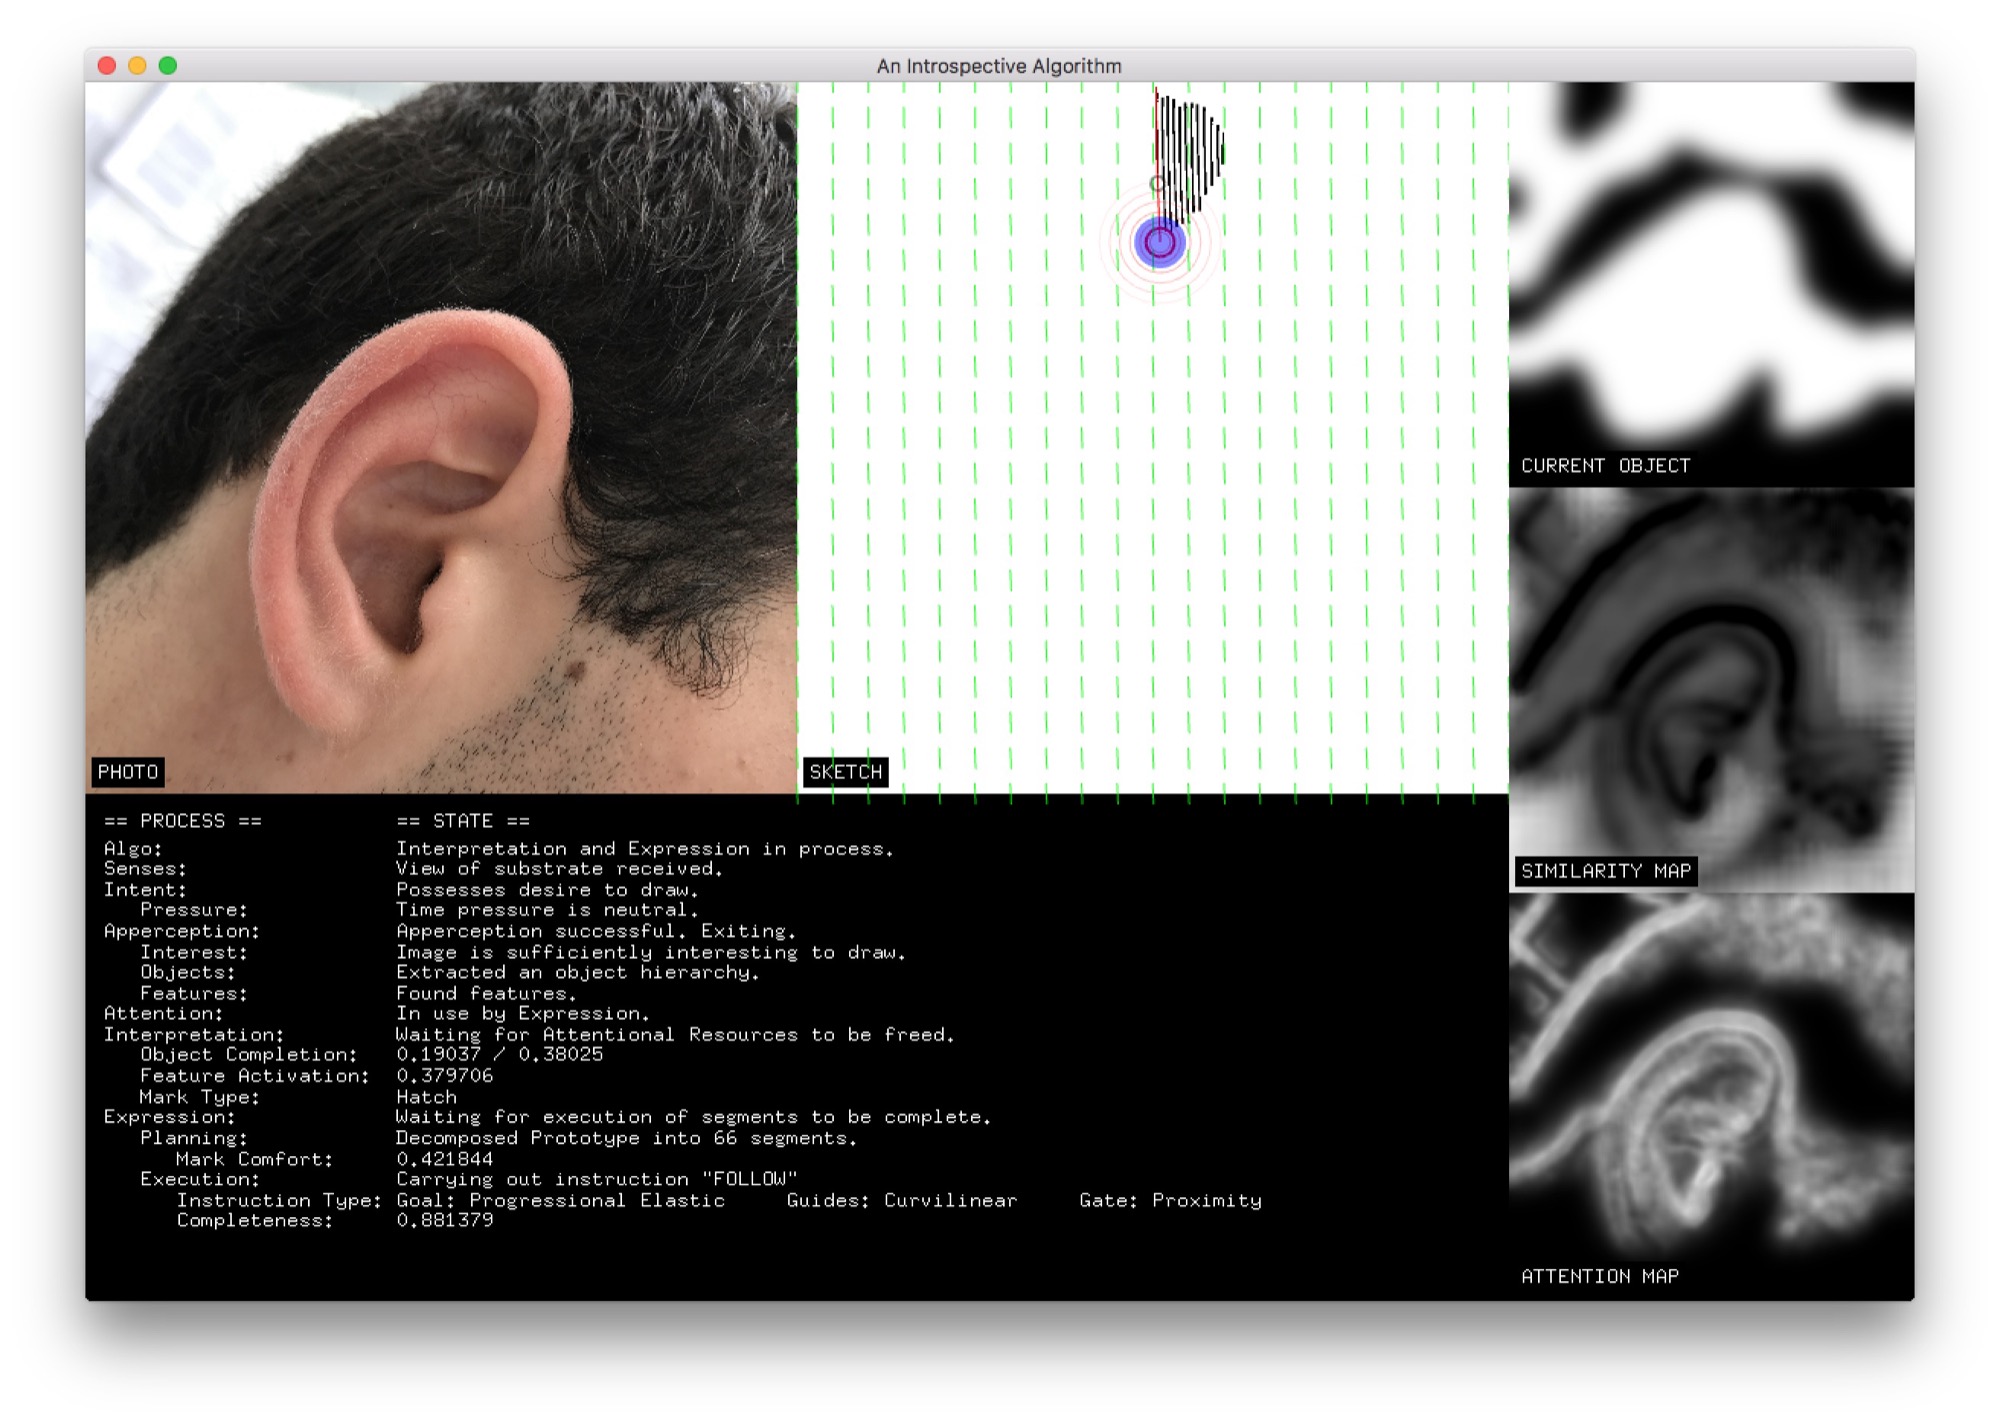 An Introspective Algorithm
PHOTO
SKETCH
CURRENT OBJECT
SIMILARITY MAP
ATTENTION MAP
== PROCESS == == STATE ==
Algo: Interpretation and Expression in process.
Senses: View of substrate received.
Intent: Possesses desire to draw.
Pressure: Time pressure is neutral.
Apperception: Apperception successful. Exiting.
Interest: Image is sufficiently interesting to draw.
Objects: Extracted an object hierarchy.
Features: Found features.
Attention: In use by Expression.
Interpretation: Waiting for Attentional Resources to be freed.
Object Completion: 0.19037 / 0.38025
Feature Activation: 0.379706
Mark Type: Hatch
Expression: Waiting for execution of segments to be complete.
Planning: Decomposed Prototype into 66 segments.
Mark Comfort: 0.421844
Execution: Carrying out instruction "FOLLOW"
Instruction Type: Goal: Progressional Elastic Guides: Curvilinear Gate: Proximity
Completeness: 0.881379